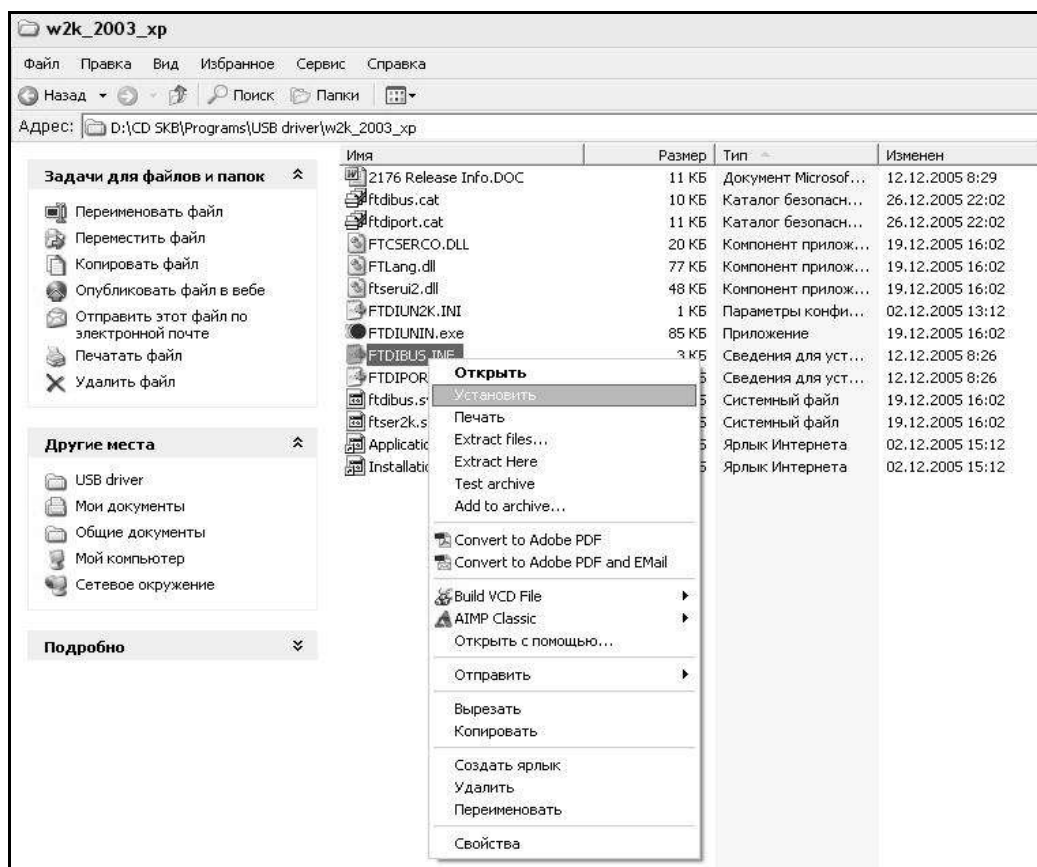 w2k_2003_xp
Файл Правка Вид Избранное Сервис Справка
Назад Поиск Папки
Адрес: D:\CD SKB\Programs\USB driver\w2k_2003_xp
Задачи для файлов и папок
Переименовать файл
Переместить файл
Копировать файл
Опубликовать файл в вебе
Отправить этот файл по
электронной почте
Печатать файл
Удалить файл
Другие места
USB driver
Мои документы
Общие документы
Мой компьютер
Сетевое окружение
Подробно
Имя Размер Тип Изменен
2176 Release Info.DOC 11 КБ Документ Microsof... 12.12.2005 8:29
ftdibus.cat 10 КБ Каталог безопасн... 26.12.2005 22:02
ftdiport.cat 11 КБ Каталог безопасн... 26.12.2005 22:02
FTCSERCO.DLL 20 КБ Компонент прилож... 19.12.2005 16:02
FTLang.dll 77 КБ Компонент прилож... 19.12.2005 16:02
ftserui2.dll 48 КБ Компонент прилож... 19.12.2005 16:02
FTDIUN2K.INI 1 КБ Параметры конфи... 02.12.2005 13:12
FTDIUNIN.exe 85 КБ Приложение 19.12.2005 16:02
FTDIBUS.INF 3 КБ Сведения для уст... 12.12.2005 8:26
FTDIPOR Б Сведения для уст... 12.12.2005 8:26
ftdibus.s Б Системный файл 19.12.2005 16:02
ftser2k.s Б Системный файл 19.12.2005 16:02
Applicatio Б Ярлык Интернета 02.12.2005 15:12
Installatio Б Ярлык Интернета 02.12.2005 15:12
Открыть
Установить
Печать
Extract files...
Extract Here
Test archive
Add to archive...
Convert to Adobe PDF
Convert to Adobe PDF and EMail
Build VCD File
AIMP Classic
Открыть с помощью...
Отправить
Вырезать
Копировать
Создать ярлык
Удалить
Переименовать
Свойства